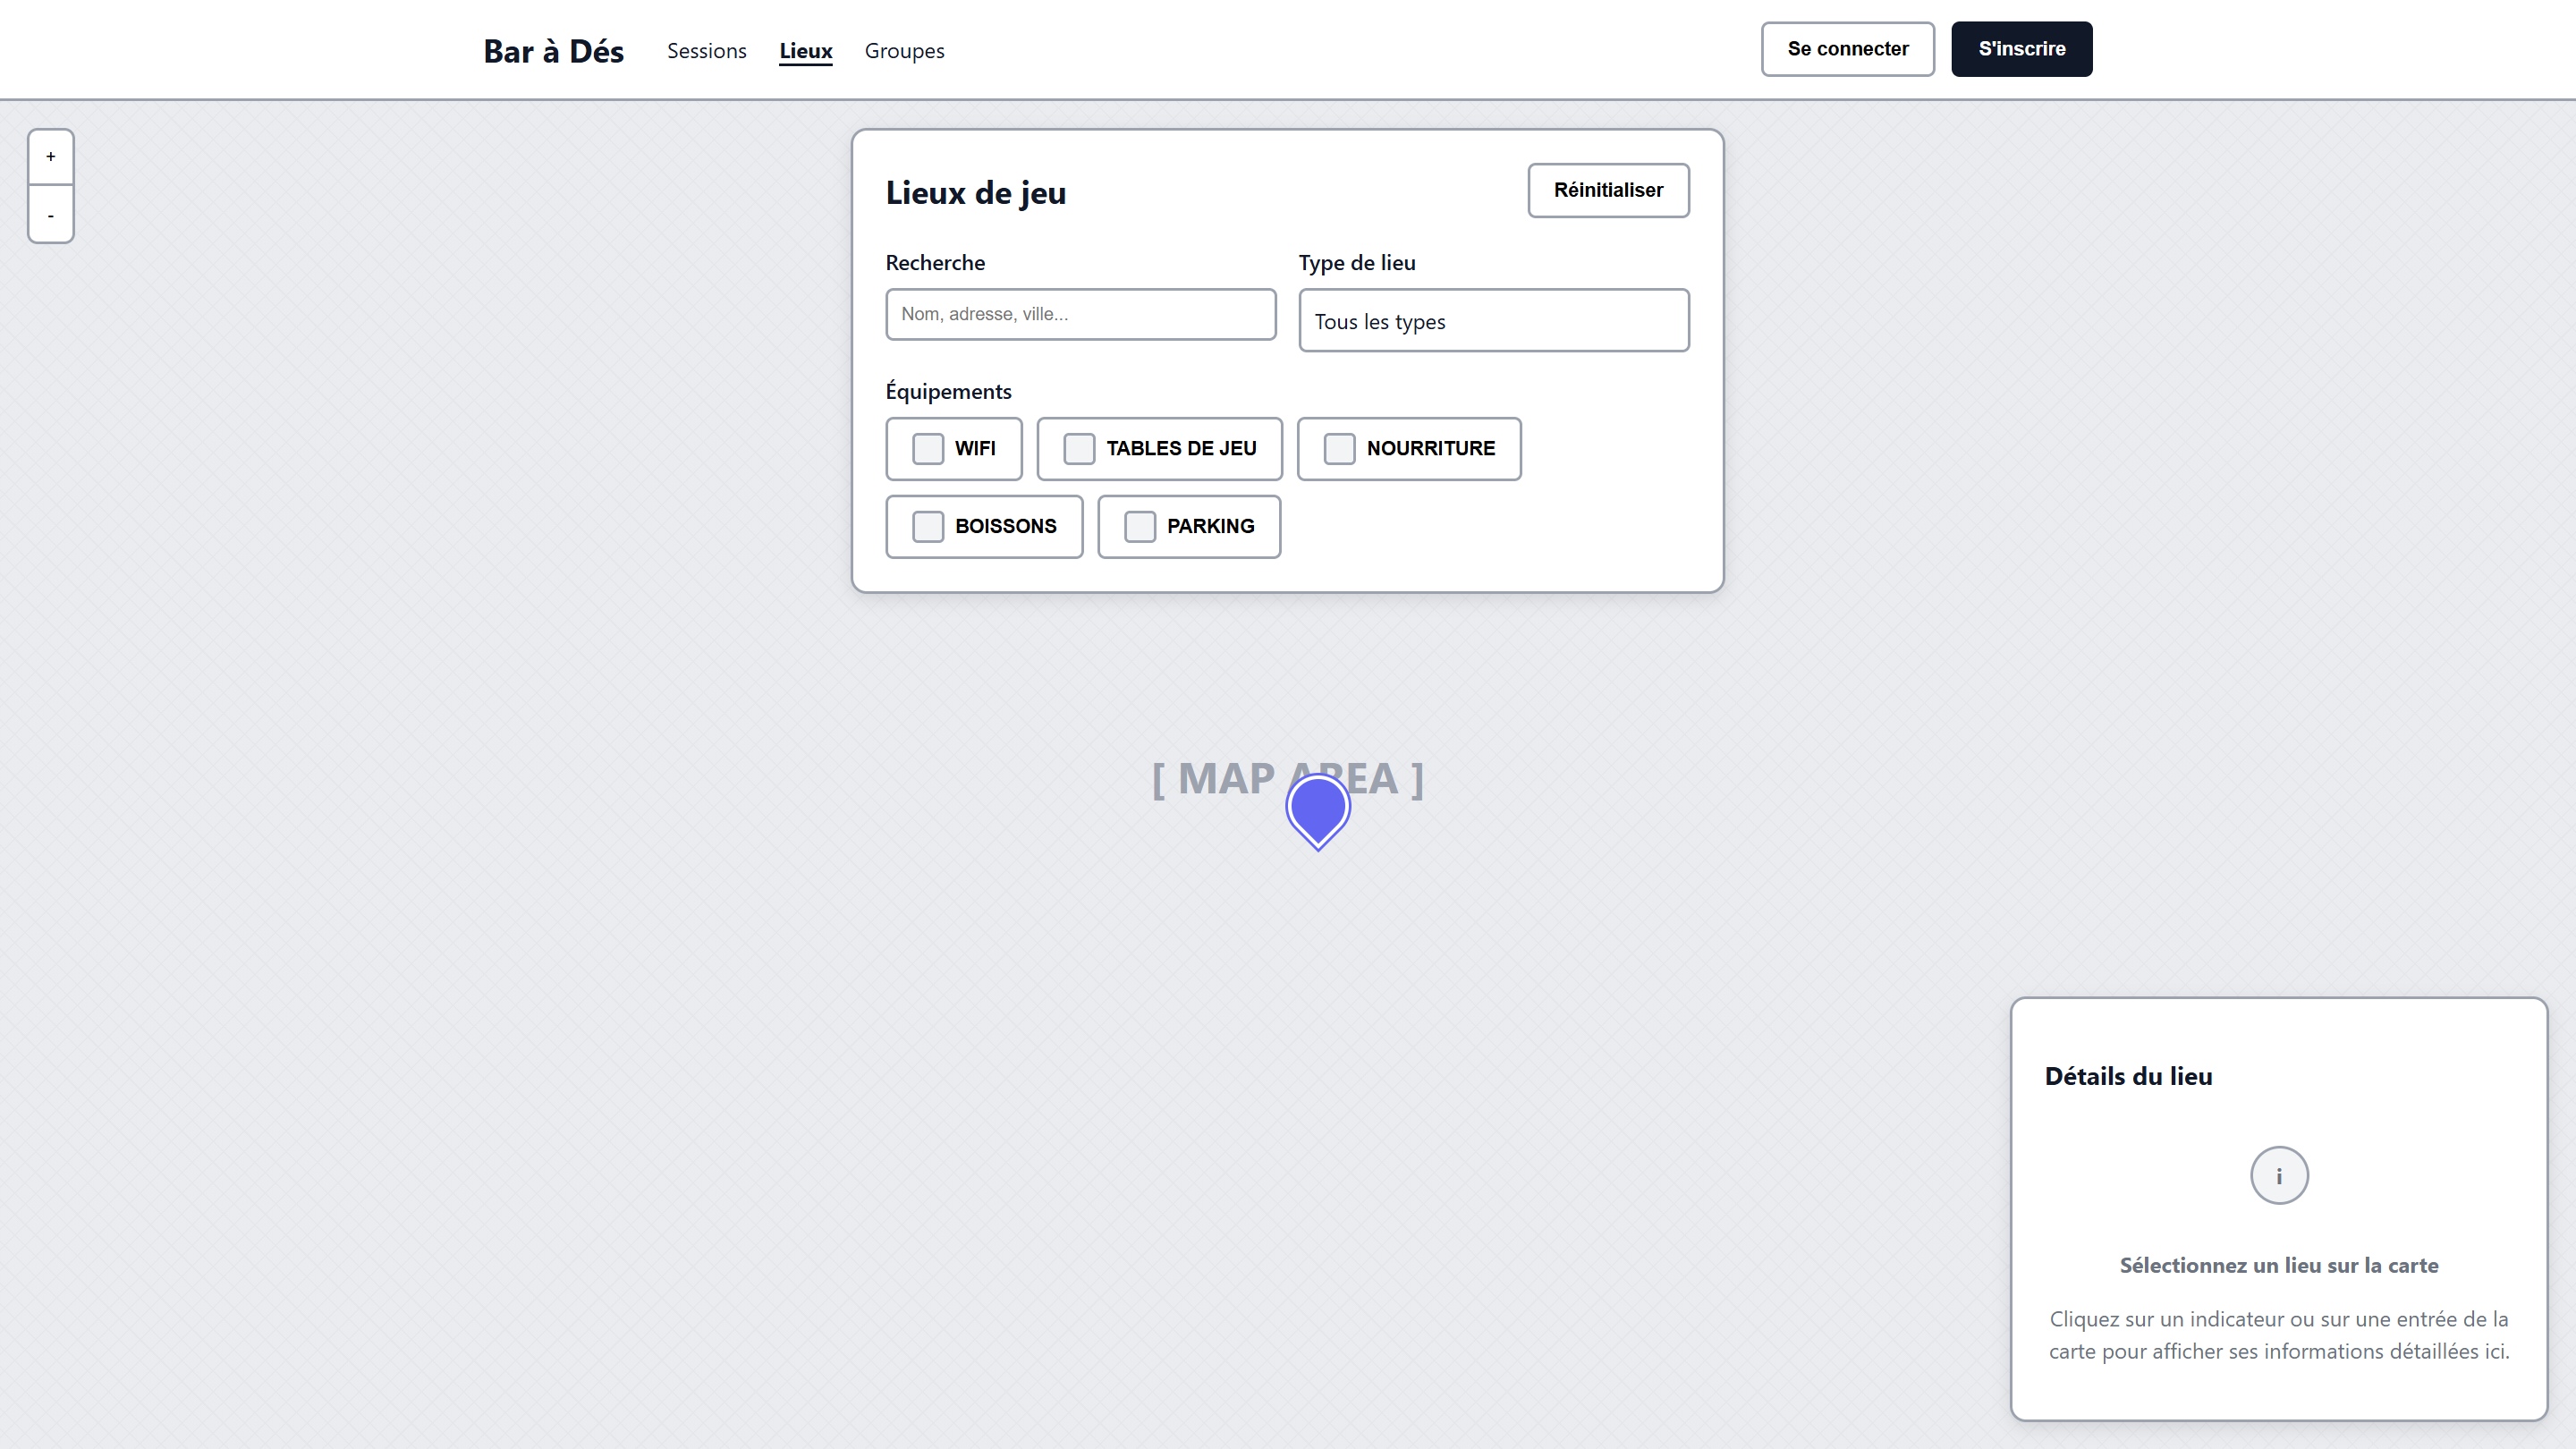 Bar à Dés Sessions Lieux Groupes Se connecter S'inscrire
+
-
Lieux de jeu Réinitialiser
Recherche Type de lieu
Nom, adresse, ville... Tous les types
Équipements
WIFI TABLES DE JEU NOURRITURE
BOISSONS PARKING
[ MAP AREA ]
Détails du lieu
i
Sélectionnez un lieu sur la carte
Cliquez sur un indicateur ou sur une entrée de la
carte pour afficher ses informations détaillées ici.